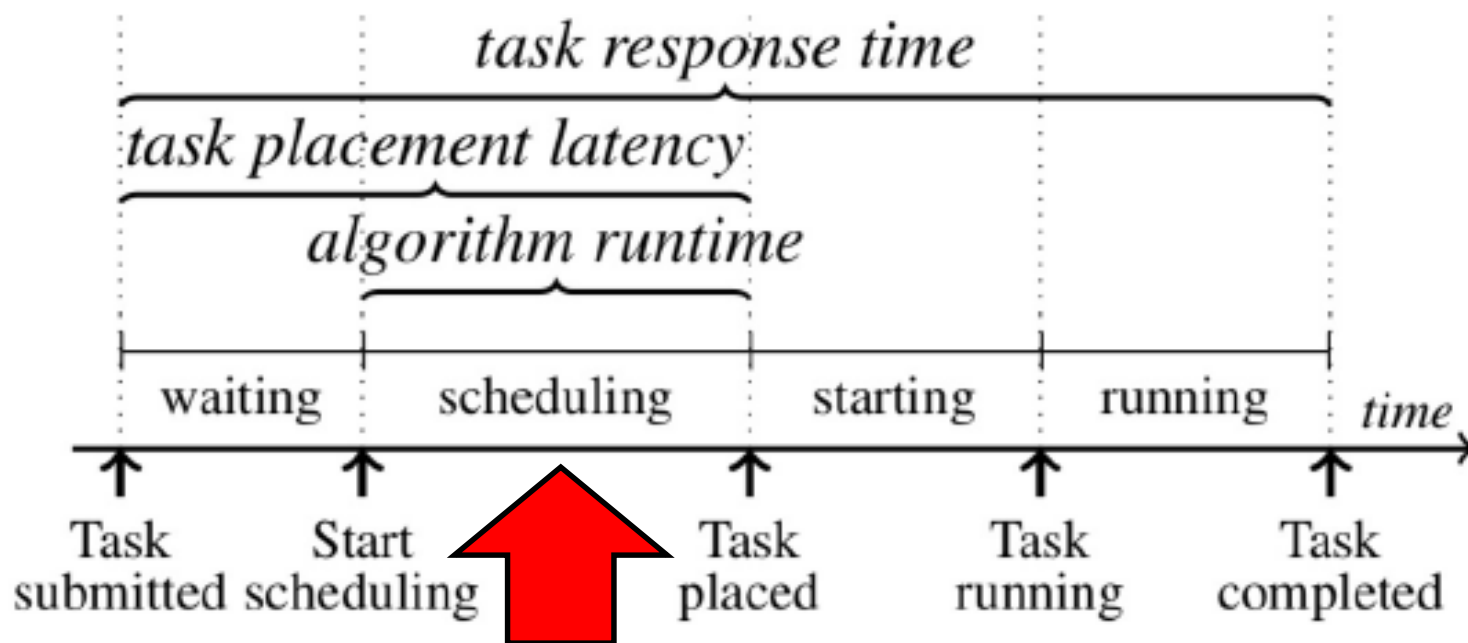 task response time
task placement latency
algorithm runtime
waiting scheduling starting running time
Task Start Task Task Task
submitted scheduling placed running completed